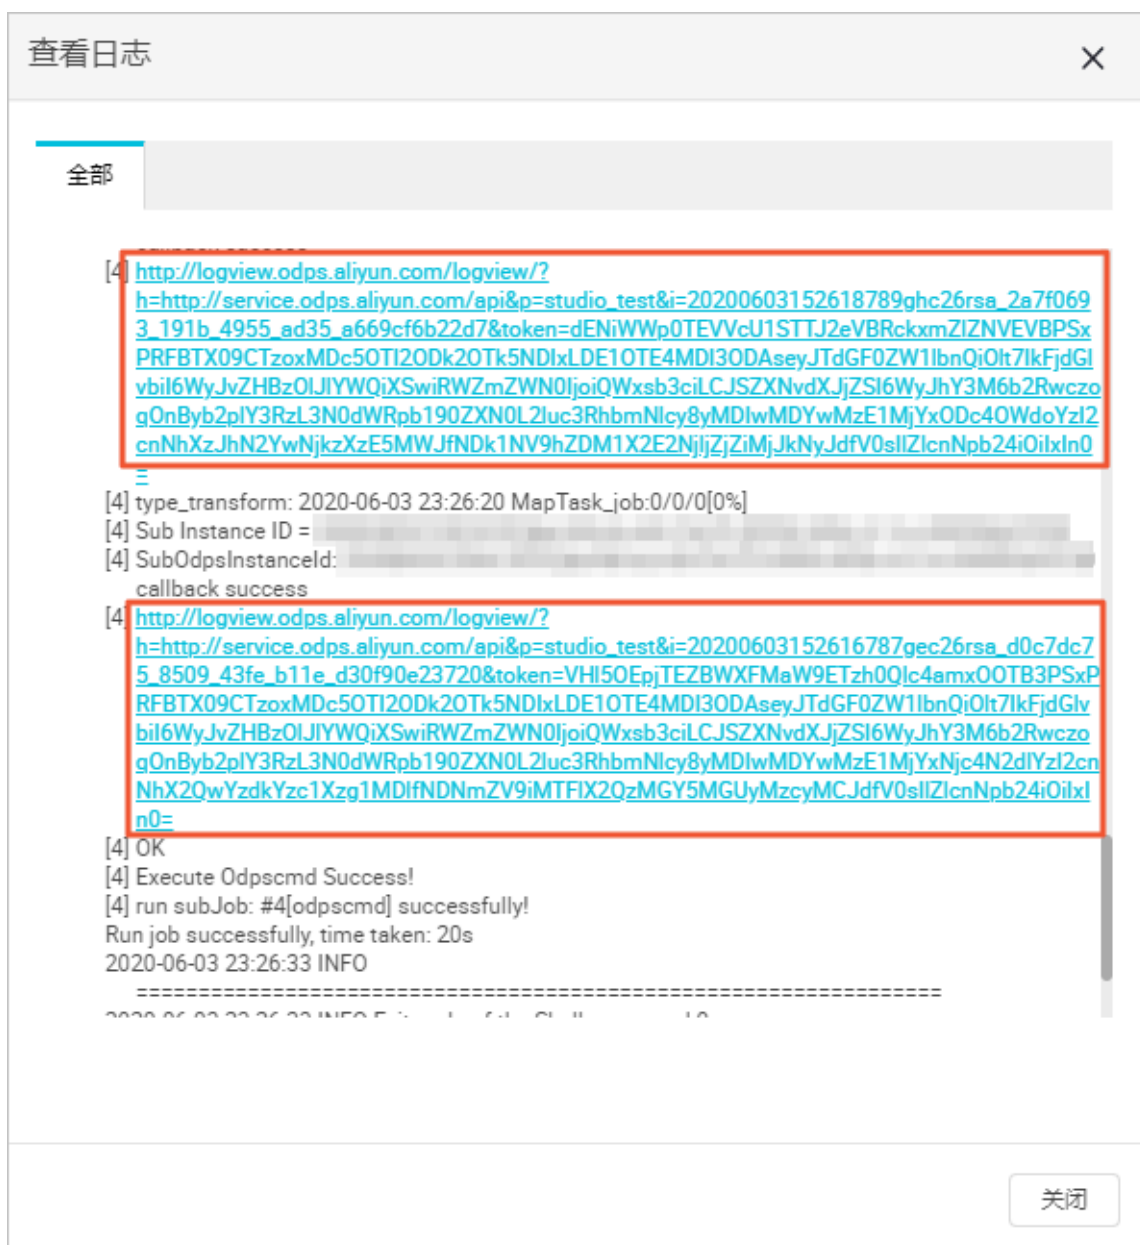 查看日志
全部
[4] http://logview.odps.aliyun.com/logview/?
h=http://service.odps.aliyun.com/api&p=studio_test&i=20200603152618789ghc26rsa_2a7f069
3_191b_4955_ad35_a669cf6b22d7&token=dENiWWp0TEVVcU1STTJ2eVBRckxmZlZNVEVBPSx
PRFBTX09CTzoxMDc5OTI2ODk2OTk5NDIxLDE1OTE4MDI3ODAseyJTdGF0ZW1lbnQiOlt7IkFjdGl
vbiI6WyJvZHBzOlJlYWQiXSwiRWZmZWN0IjoiQWxsb3ciLCJSZXNvdXJjZSI6WyJhY3M6b2Rwczo
qOnByb2plY3RzL3N0dWRpb190ZXN0L2luc3RhbmNlcy8yMDIwMDYwMzE1MjYxODc4OWdoYzI2
cnNhXzJhN2YwNjkzXzE5MWJfNDk1NV9hZDM1X2E2NjljZjZiMjJkNyJdfV0sIlZlcnNpb24iOiIxIn0
=
[4] type_transform: 2020-06-03 23:26:20 MapTask_job:0/0/0[0%]
[4] Sub Instance ID =
[4] SubOdpsInstanceId:
callback success
[4] http://logview.odps.aliyun.com/logview/?
h=http://service.odps.aliyun.com/api&p=studio_test&i=20200603152616787gec26rsa_d0c7dc7
5_8509_43fe_b11e_d30f90e23720&token=VHI5OEpjTEZBWXFMaW9ETzh0Qlc4amxOOTB3PSxP
RFBTX09CTzoxMDc5OTI2ODk2OTk5NDIxLDE1OTE4MDI3ODAseyJTdGF0ZW1lbnQiOlt7IkFjdGlv
biI6WyJvZHBzOlJlYWQiXSwiRWZmZWN0IjoiQWxsb3ciLCJSZXNvdXJjZSI6WyJhY3M6b2Rwczo
qOnByb2plY3RzL3N0dWRpb190ZXN0L2luc3RhbmNlcy8yMDIwMDYwMzE1MjYxNjc4N2dlYzI2cn
NhX2QwYzdkYzc1Xzg1MDlfNDNmZV9iMTFlX2QzMGY5MGUyMzcyMCJdfV0sIlZlcnNpb24iOiIxI
n0=
[4] OK
[4] Execute Odpscmd Success!
[4] run subJob: #4[odpscmd] successfully!
Run job successfully, time taken: 20s
2020-06-03 23:26:33 INFO
=================================================================
关闭